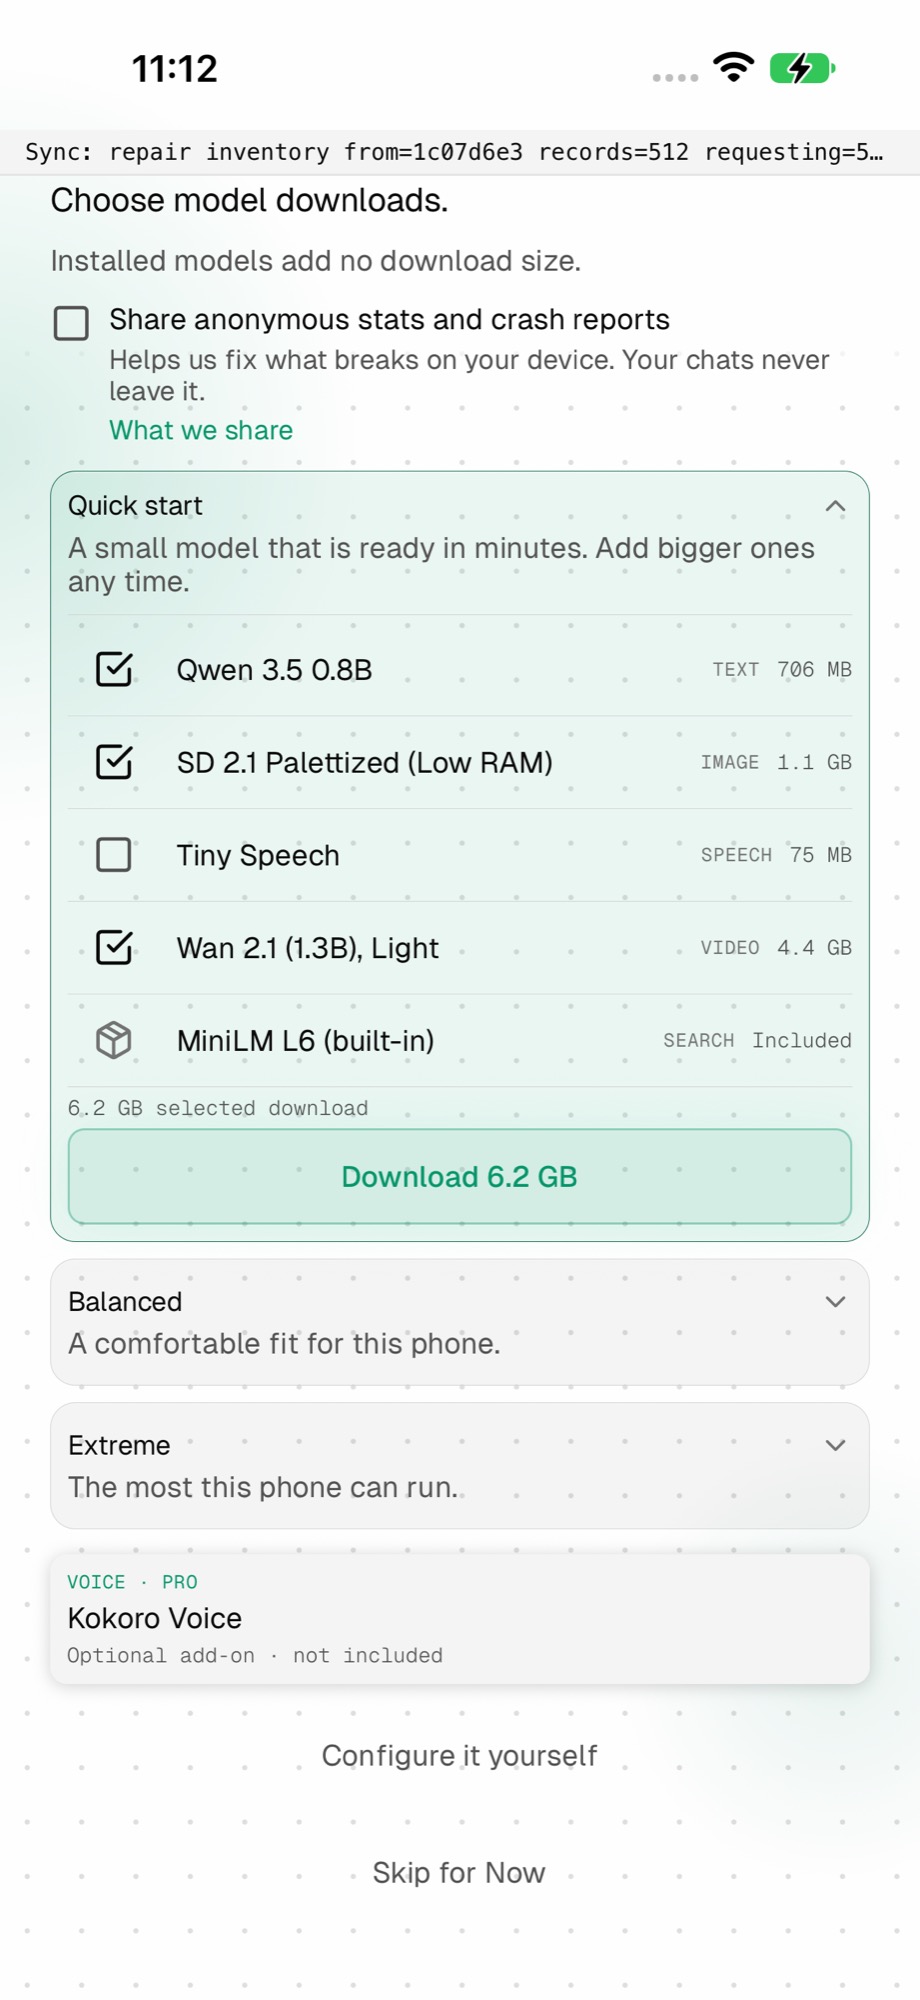 11:12
Sync: repair inventory from=1c07d6e3 records=512 requesting=5…
Choose model downloads.
Installed models add no download size.
Share anonymous stats and crash reports
Helps us fix what breaks on your device. Your chats never
leave it.
What we share
Quick start
A small model that is ready in minutes. Add bigger ones
any time.
Qwen 3.5 0.8B TEXT 706 MB
SD 2.1 Palettized (Low RAM) IMAGE 1.1 GB
Tiny Speech SPEECH 75 MB
Wan 2.1 (1.3B), Light VIDEO 4.4 GB
MiniLM L6 (built-in) SEARCH Included
6.2 GB selected download
Download 6.2 GB
Balanced
A comfortable fit for this phone.
Extreme
The most this phone can run.
VOICE · PRO
Kokoro Voice
Optional add-on · not included
Configure it yourself
Skip for Now